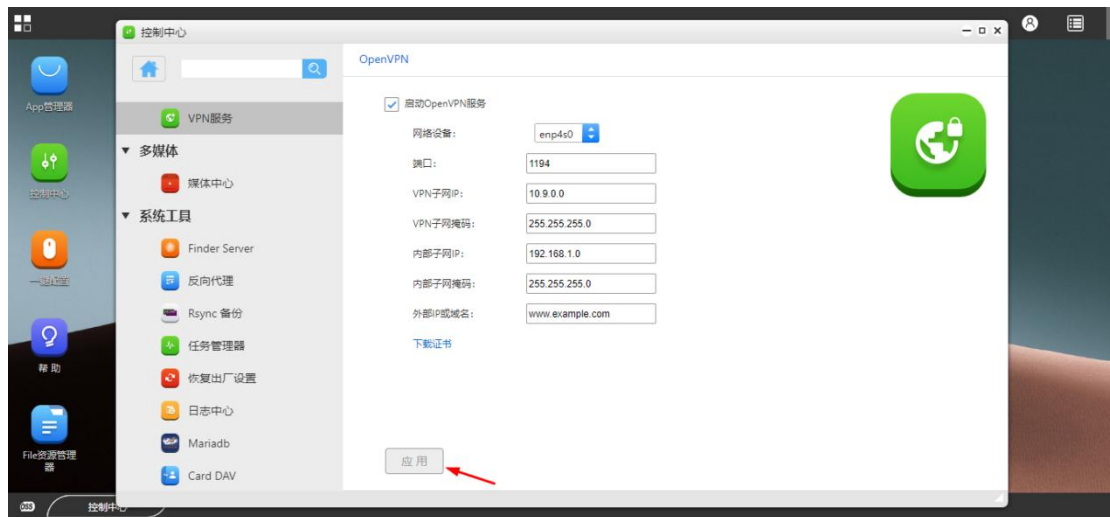 控制中心
OpenVPN
App管理器
控制中心
一键配置
帮助
File资源管理
器
VPN服务
多媒体
媒体中心
系统工具
Finder Server
反向代理
Rsync 备份
任务管理器
恢复出厂设置
日志中心
Mariadb
Card DAV
启动OpenVPN服务
网络设备: enp4s0
端口: 1194
VPN子网IP: 10.9.0.0
VPN子网掩码: 255.255.255.0
内部子网IP: 192.168.1.0
内部子网掩码: 255.255.255.0
外部IP或域名: www.example.com
下载证书
应用
控制中心